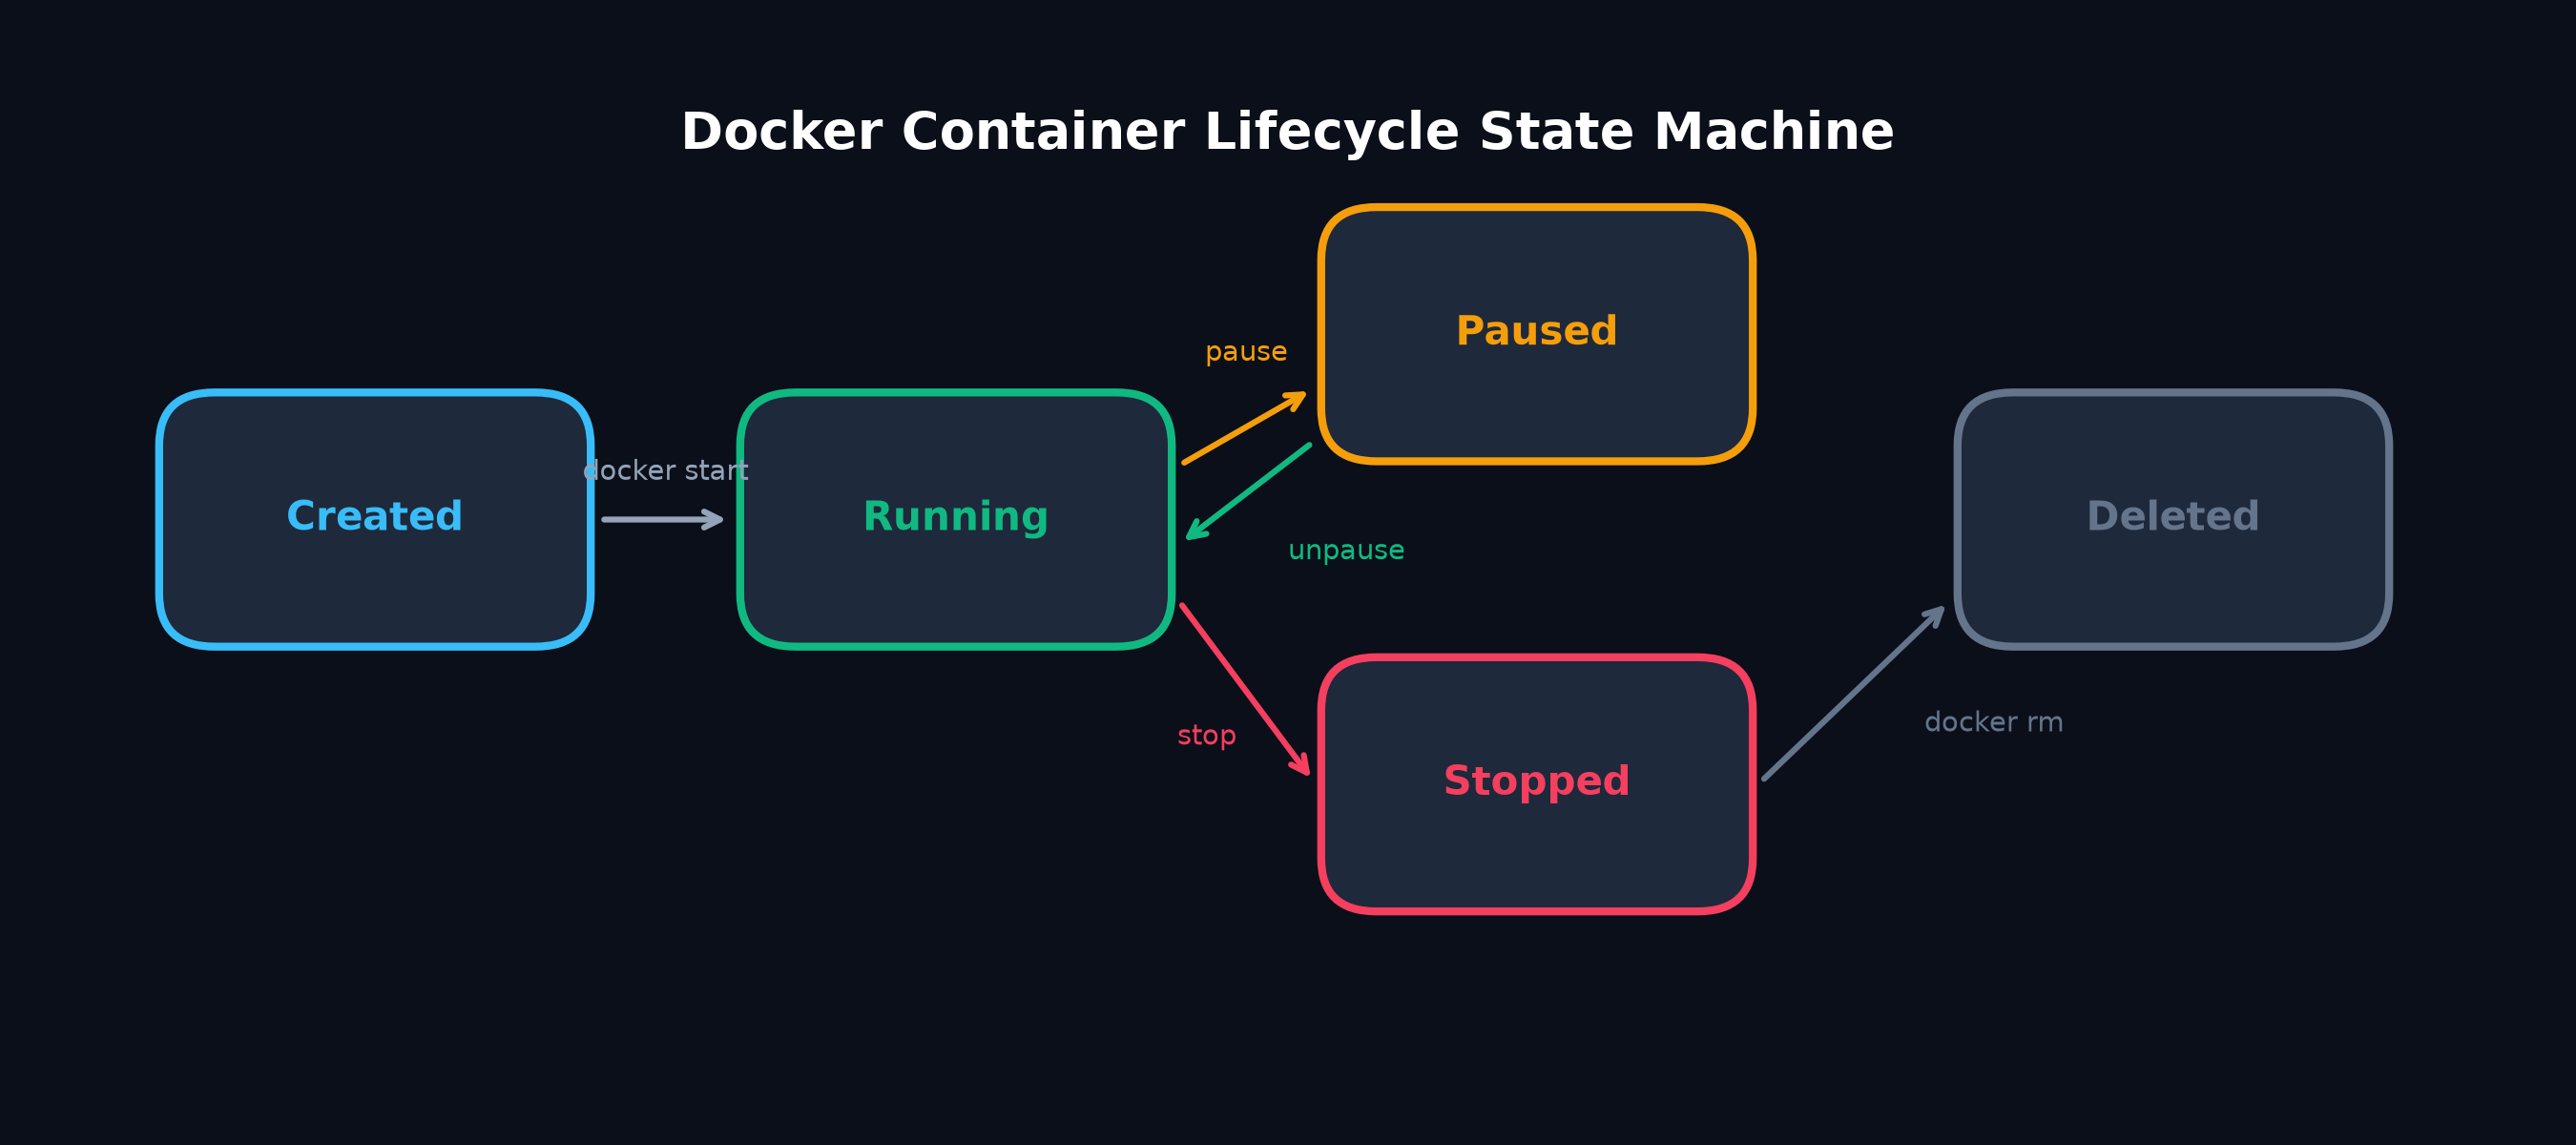 Docker Container Lifecycle State Machine
Paused
pause
docker start
Created
Running
Deleted
unpause
stop
docker rm
Stopped